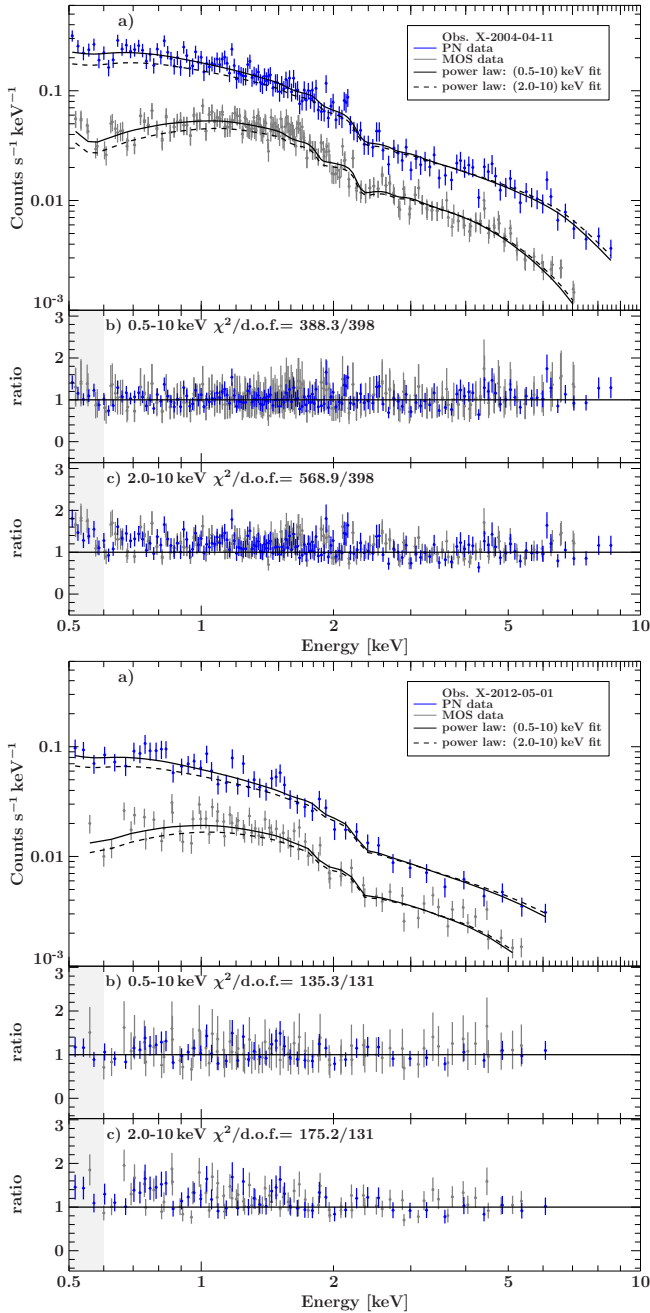 a)
Obs. X-2004-04-11
PN data
MOS data
power law: (0.5-10) keV fit
power law: (2.0-10) keV fit
Counts s⁻¹ keV⁻¹
0.1
0.01
10⁻³
b) 0.5-10 keV χ²/d.o.f.= 388.3/398
ratio
3
2
1
0
c) 2.0-10 keV χ²/d.o.f.= 568.9/398
ratio
3
2
1
0
0.5 1 2 5 10
Energy [keV]
a)
Obs. X-2012-05-01
PN data
MOS data
power law: (0.5-10) keV fit
power law: (2.0-10) keV fit
Counts s⁻¹ keV⁻¹
0.1
0.01
10⁻³
b) 0.5-10 keV χ²/d.o.f.= 135.3/131
ratio
3
2
1
0
c) 2.0-10 keV χ²/d.o.f.= 175.2/131
ratio
3
2
1
0
0.5 1 2 5 10
Energy [keV]